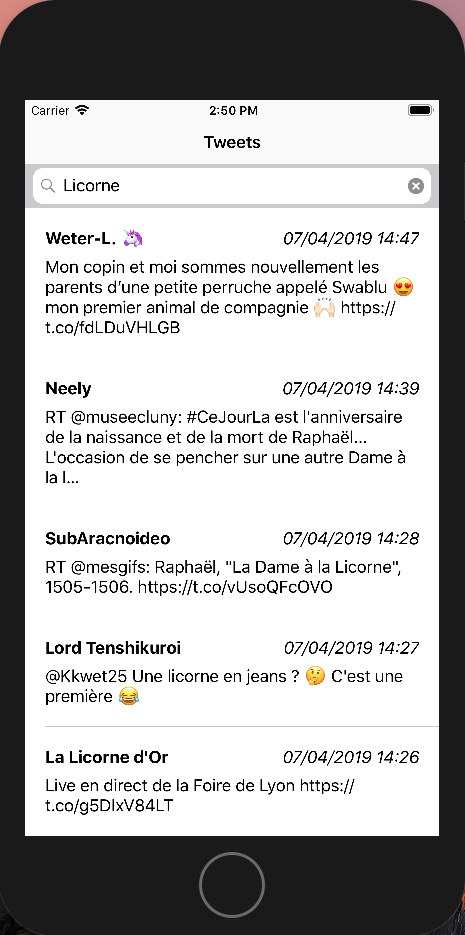 Carrier 2:50 PM
Tweets
Licorne
Weter-L. 🦄 07/04/2019 14:47
Mon copin et moi sommes nouvellement les
parents d’une petite perruche appelé Swablu 😍
mon premier animal de compagnie 🙌🏻 https://
t.co/fdLDuVHLGB
Neely 07/04/2019 14:39
RT @museecluny: #CeJourLa est l'anniversaire
de la naissance et de la mort de Raphaël...
L'occasion de se pencher sur une autre Dame à
la l...
SubAracnoideo 07/04/2019 14:28
RT @mesgifs: Raphaël, "La Dame à la Licorne",
1505-1506. https://t.co/vUsoQFcOVO
Lord Tenshikuroi 07/04/2019 14:27
@Kkwet25 Une licorne en jeans ? 🤔 C'est une
première 😂
La Licorne d'Or 07/04/2019 14:26
Live en direct de la Foire de Lyon https://
t.co/g5DIxV84LT